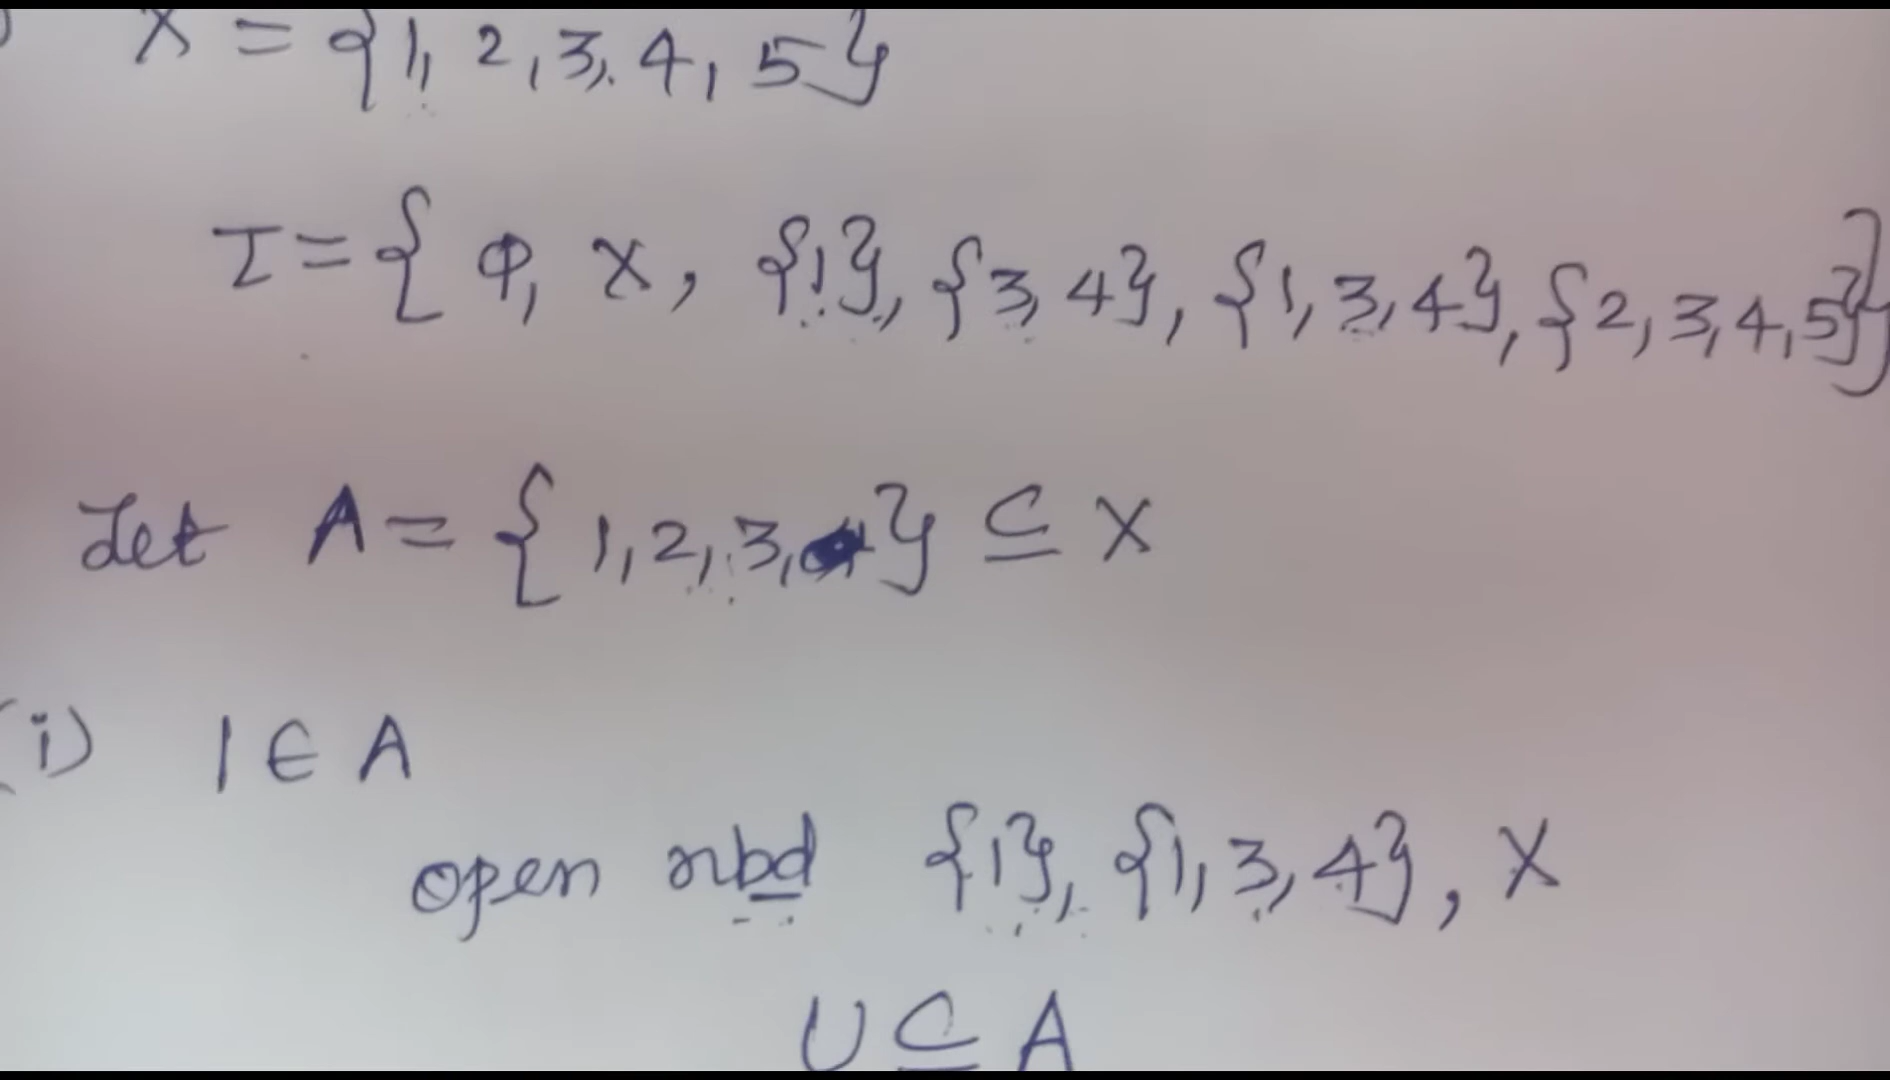 X = {1, 2, 3, 4, 5}
τ = { φ, X, {1}, {3, 4}, {1, 3, 4}, {2, 3, 4, 5}}
Let A = { 1, 2, 3, 4} ⊆ X
(i) 1 ∈ A
open nbd {1}, {1, 3, 4}, X
U ⊆ A